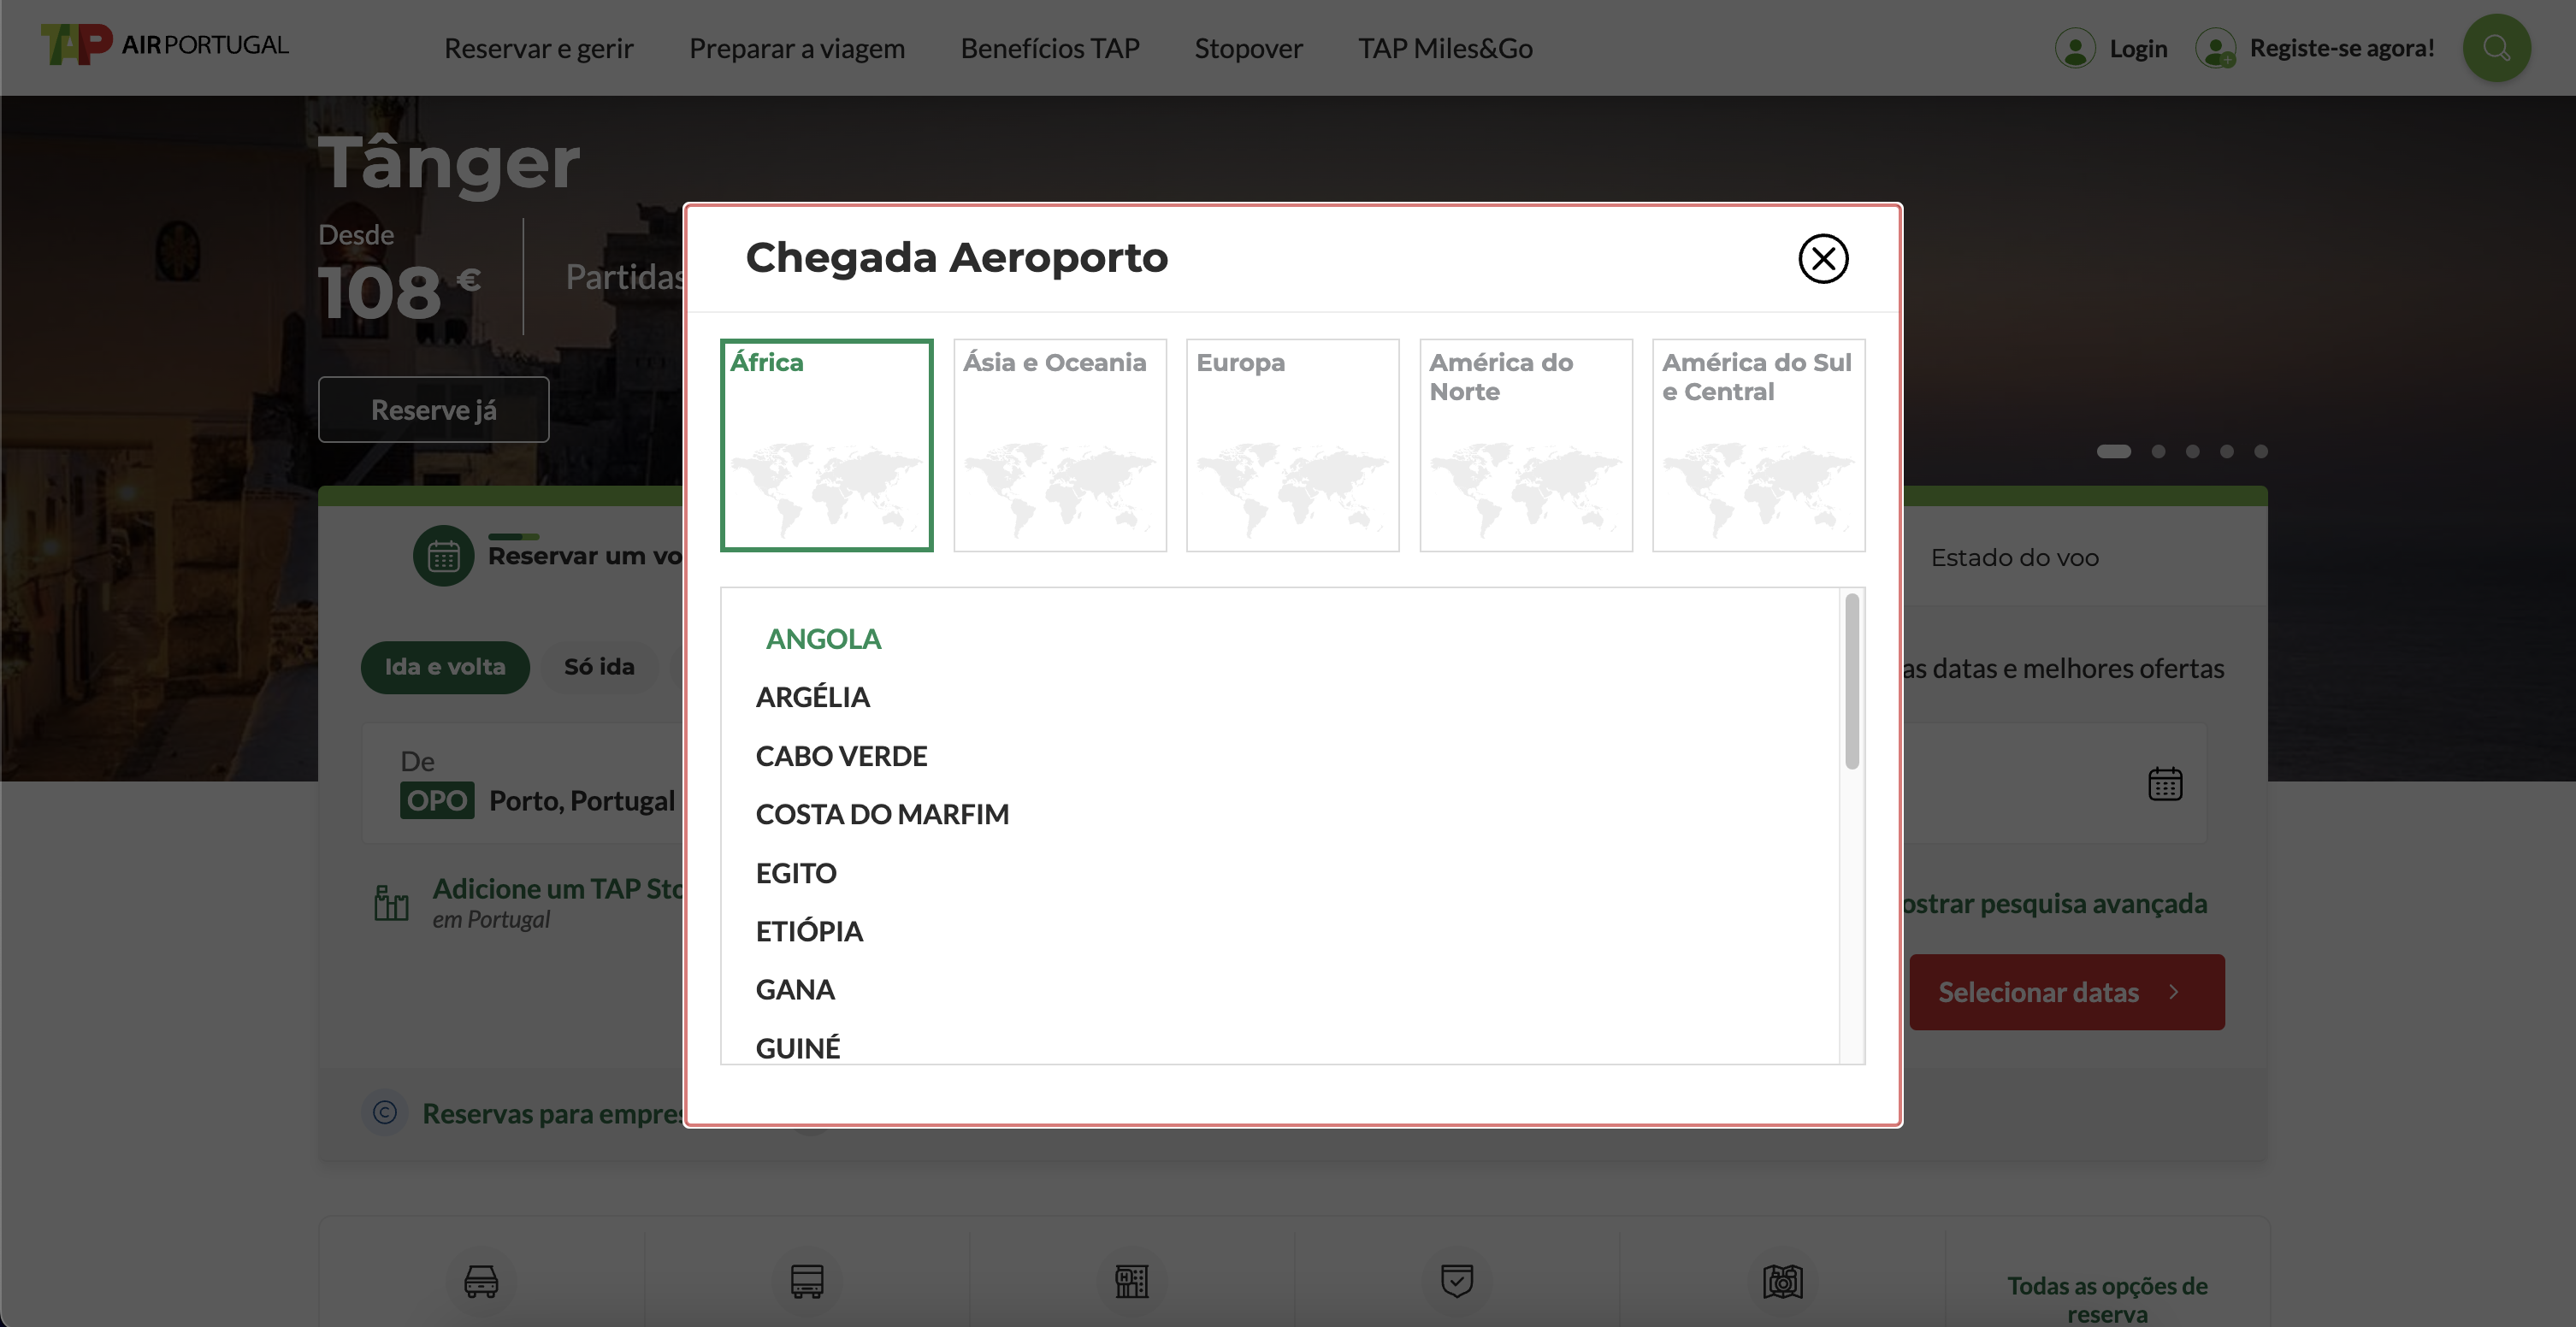 TAP AIRPORTUGAL
Reservar e gerir
Preparar a viagem
Benefícios TAP
Stopover
TAP Miles&Go
Login
Registe-se agora!
Tânger
Desde
108 €
Partidas
Reserve já
Chegada Aeroporto
África
Ásia e Oceania
Europa
América do
Norte
América do Sul
e Central
ANGOLA
ARGÉLIA
CABO VERDE
COSTA DO MARFIM
EGITO
ETIÓPIA
GANA
GUINÉ
Reservar um vo
Estado do voo
Ida e volta
Só ida
as datas e melhores ofertas
De
OPO Porto, Portugal
Adicione um TAP Sto
em Portugal
ostrar pesquisa avançada
Selecionar datas
Reservas para empres
Todas as opções de
reserva